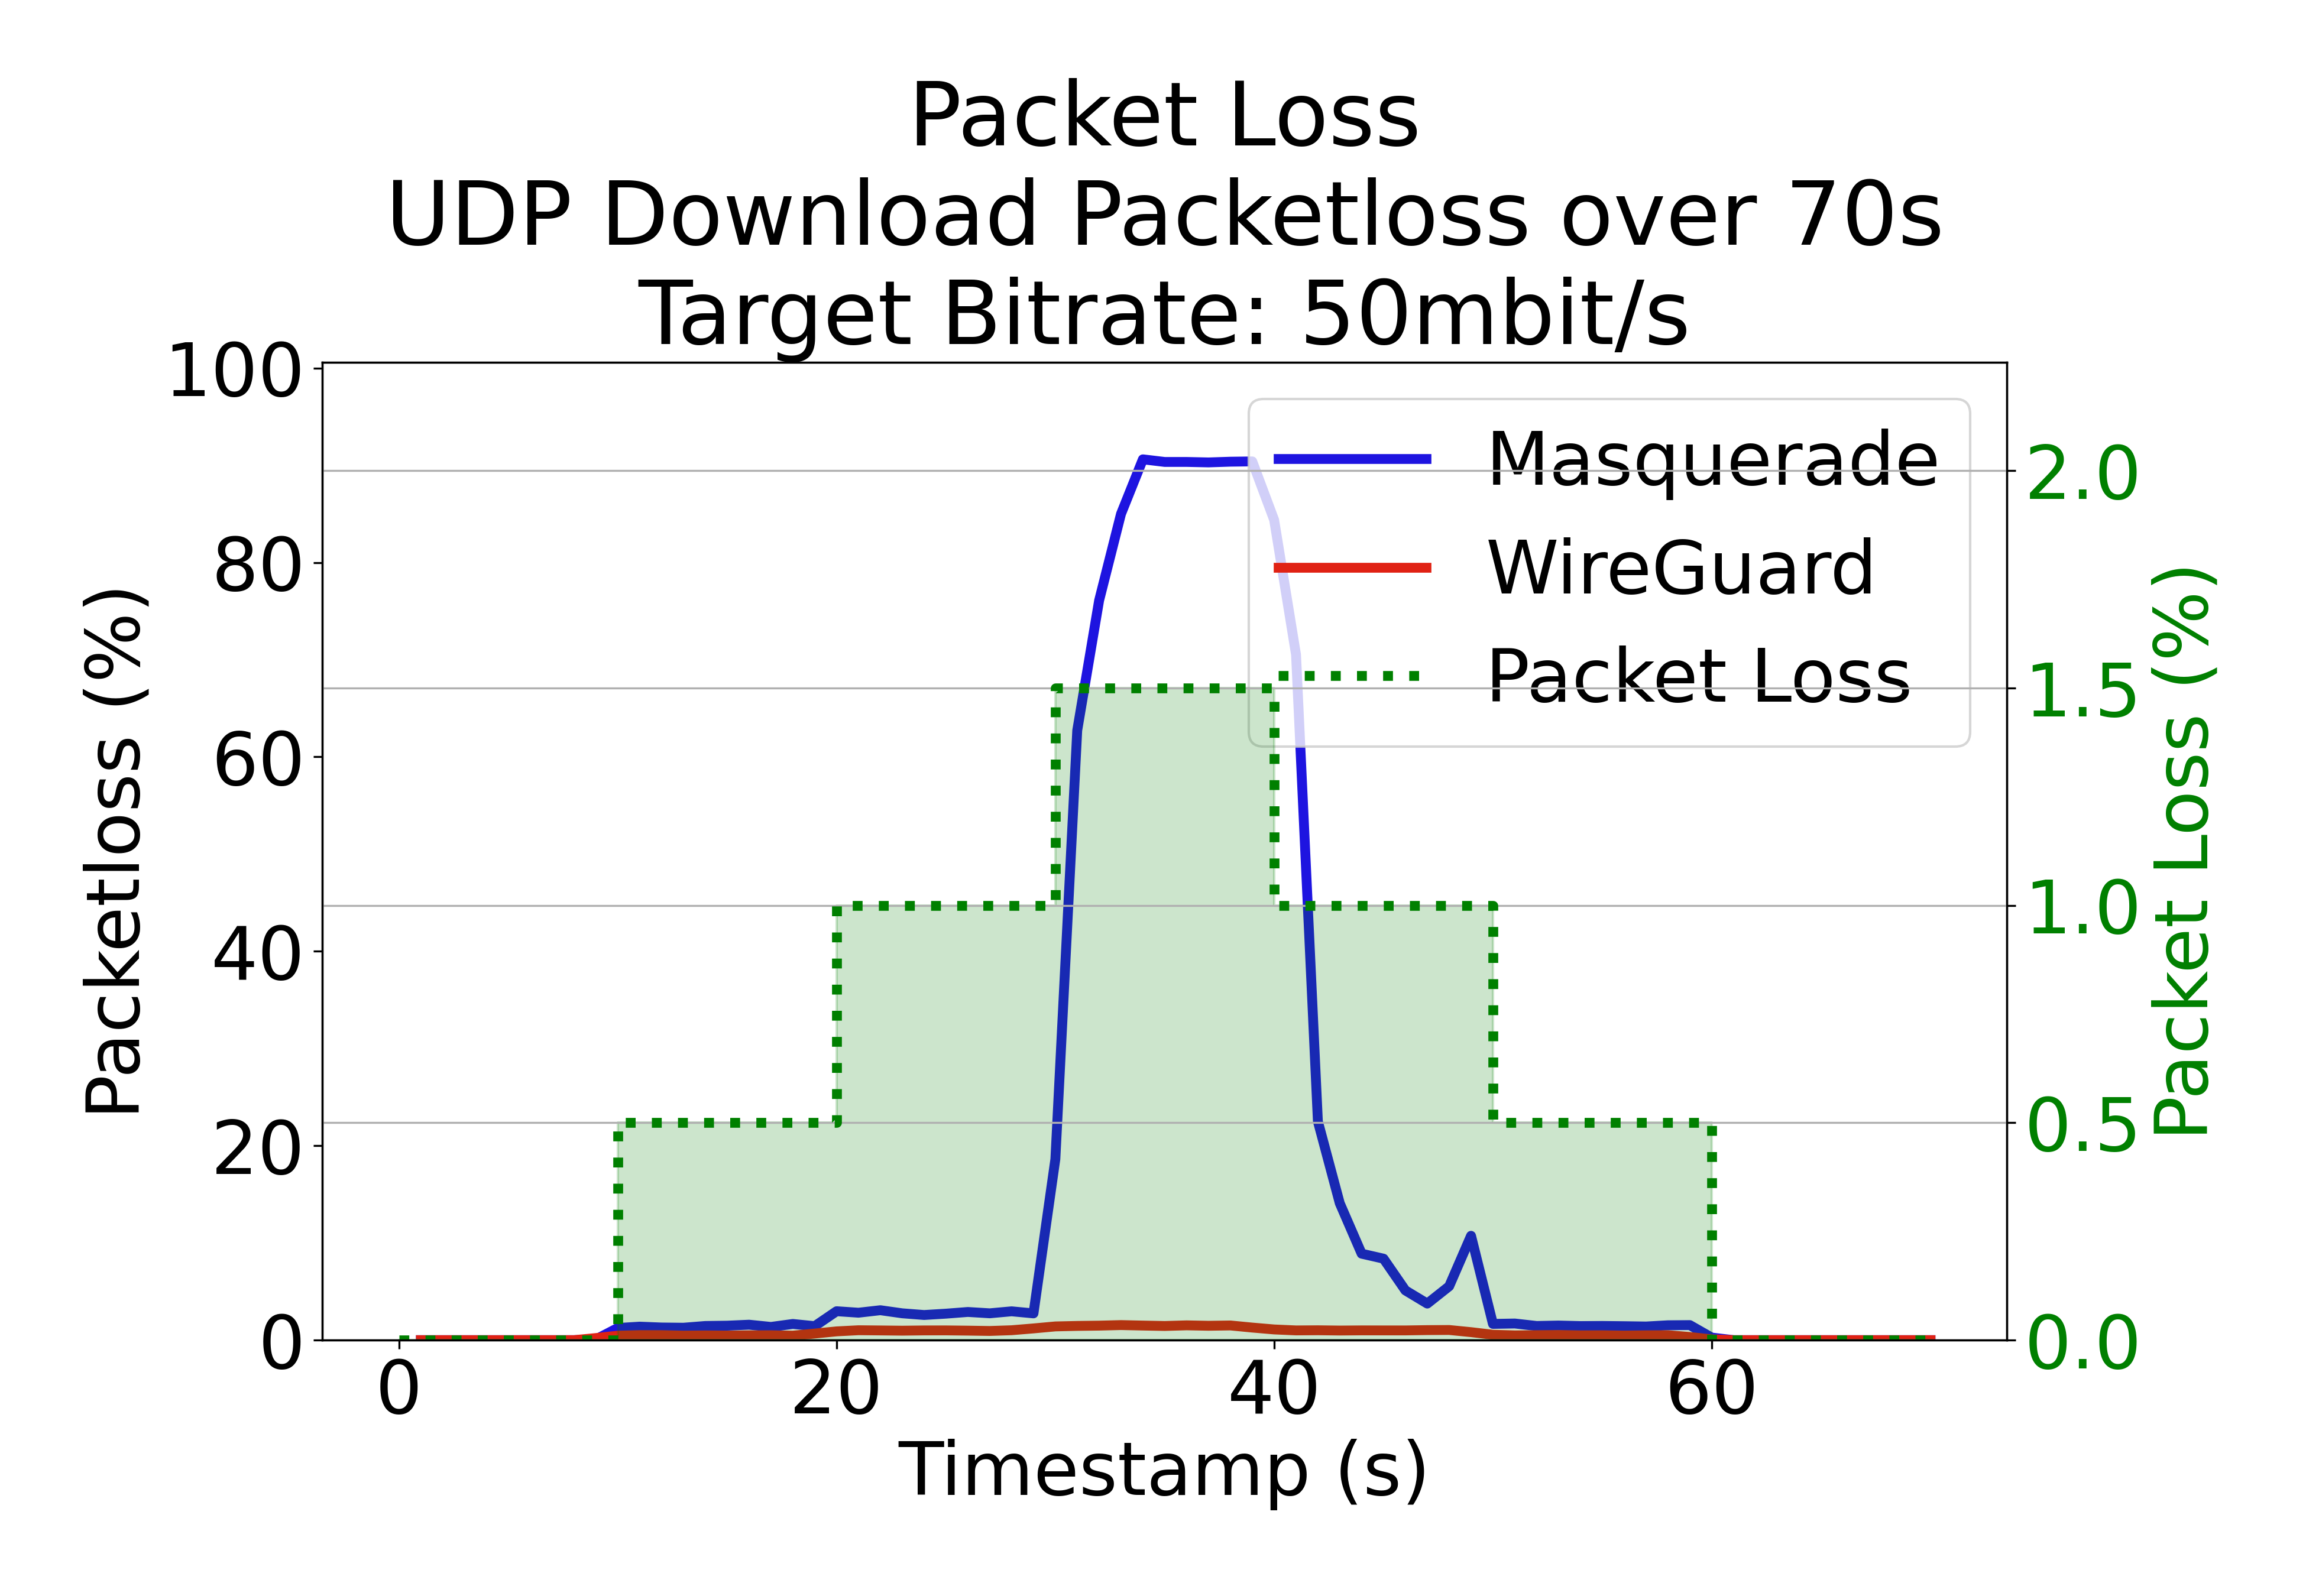 Packet Loss
UDP Download Packetloss over 70s
Target Bitrate: 50mbit/s
100
80
60
40
20
0
Packetloss (%)
Masquerade
WireGuard
Packet Loss
2.0
1.5
1.0
0.5
0.0
Packet Loss (%)
0 20 40 60
Timestamp (s)